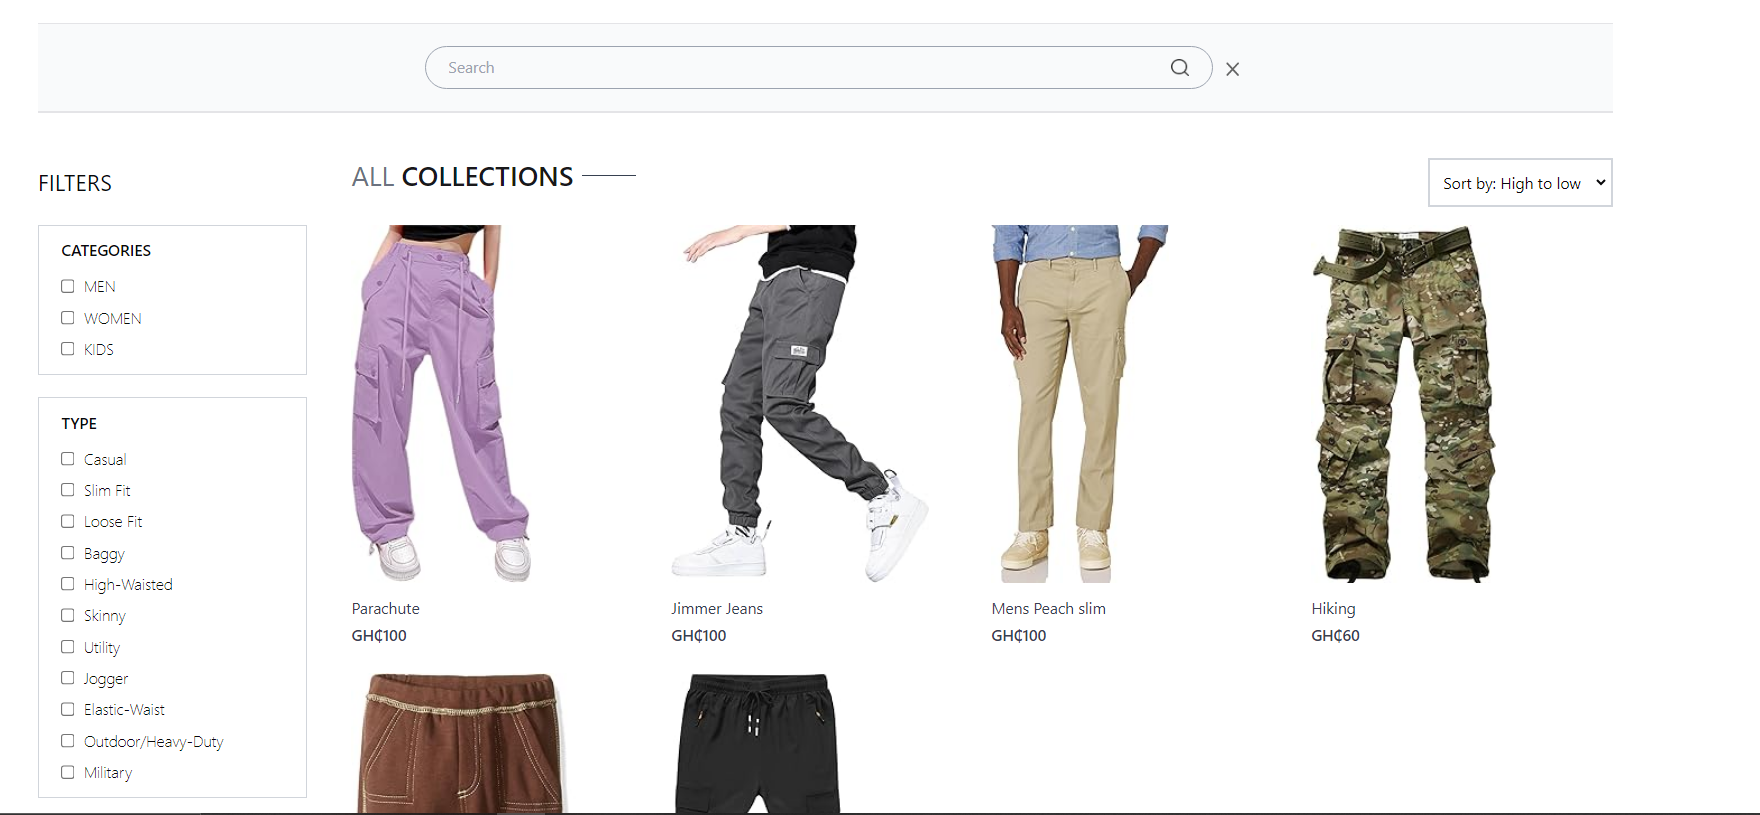 Search
FILTERS
ALL COLLECTIONS
Sort by: High to low
CATEGORIES
MEN
WOMEN
KIDS
TYPE
Casual
Slim Fit
Loose Fit
Baggy
High-Waisted
Skinny
Utility
Jogger
Elastic-Waist
Outdoor/Heavy-Duty
Military
Parachute
GH₵100
Jimmer Jeans
GH₵100
Mens Peach slim
GH₵100
Hiking
GH₵60